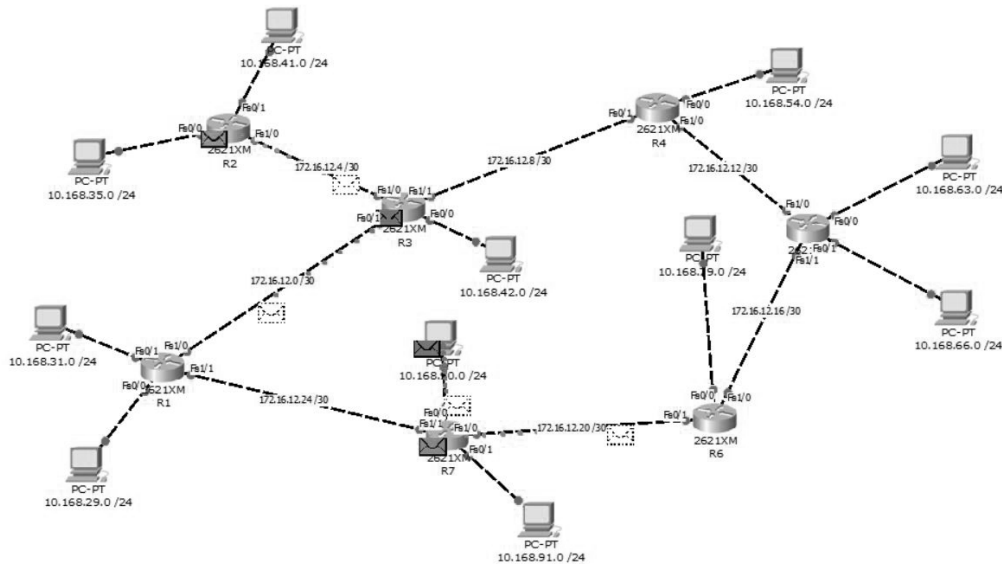 PC-PT
10.168.41.0 /24
Fa0/1
Fa0/0
Fa1/0
2621XM
R2
PC-PT
10.168.35.0 /24
172.16.12.4 /30
PC-PT
10.168.54.0 /24
Fa0/1
Fa0/0
Fa1/0
2621XM
R4
172.16.12.8 /30
172.16.12.12 /30
PC-PT
10.168.63.0 /24
Fa1/0
Fa1/1
Fa0/1
Fa0/0
2621XM
R3
Fa1/0
Fa0/0
Fa0/1
Fa1/1
PC-PT
PC-PT
10.168.42.0 /24
172.16.12.0 /30
172.16.12.16 /30
PC-PT
10.168.66.0 /24
PC-PT
10.168.31.0 /24
Fa0/1
Fa1/0
Fa0/0
Fa1/1
2621XM
R1
172.16.12.24 /30
Fa0/0
Fa1/1
Fa1/0
Fa0/1
2621XM
R7
172.16.12.20 /30
Fa0/0
Fa1/0
Fa0/1
2621XM
R6
PC-PT
10.168.29.0 /24
PC-PT
10.168.91.0 /24